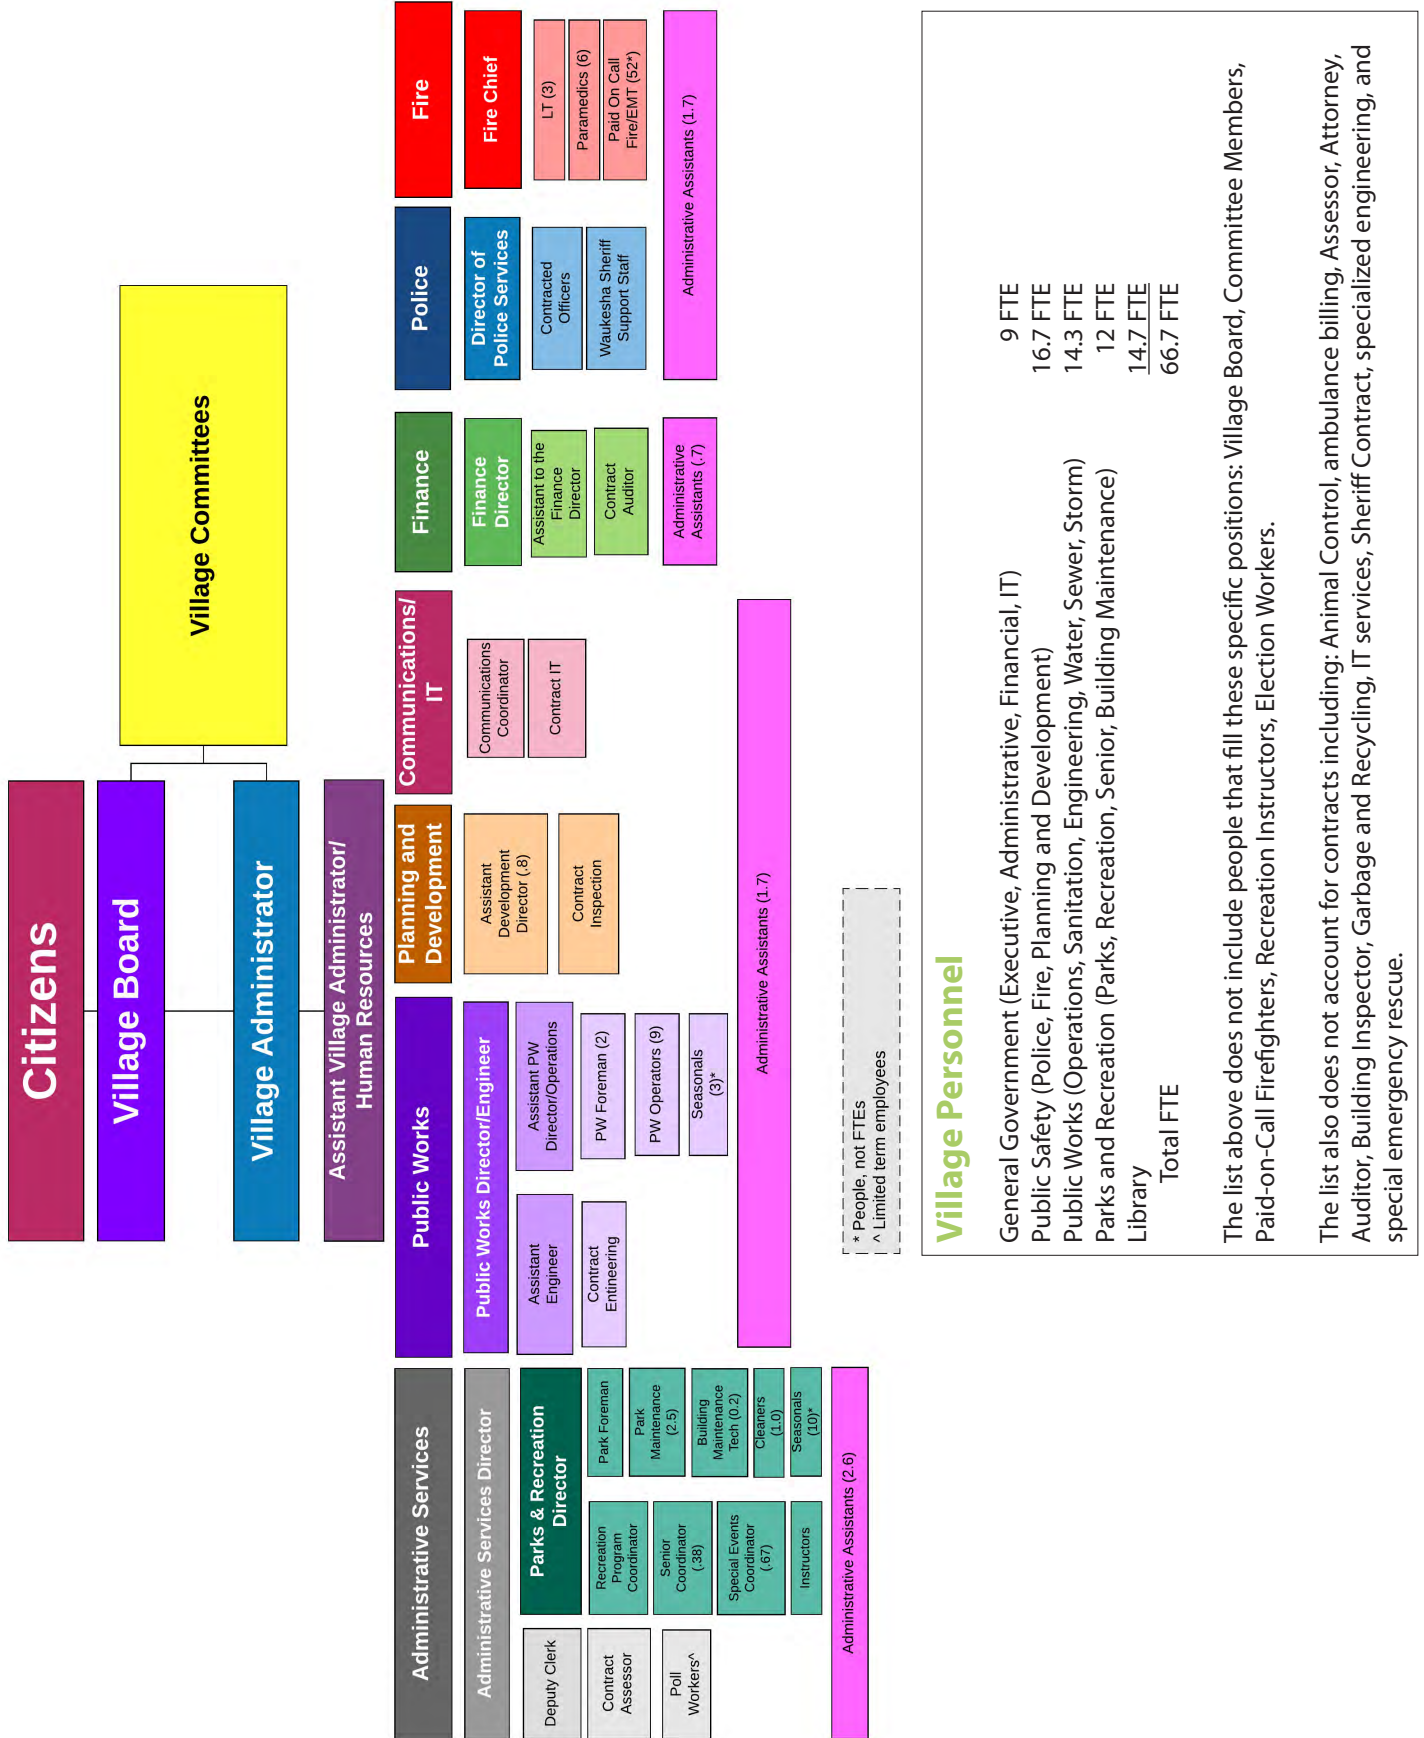 Citizens
Village Board
Village Committees
Village Administrator
Assistant Village Administrator/
Human Resources
Administrative Services
Administrative Services Director
Deputy Clerk
Contract
Assessor
Poll
Workers^
Parks & Recreation
Director
Recreation
Program
Coordinator
Senior
Coordinator
(.38)
Special Events
Coordinator
(.67)
Instructors
Park Foreman
Park
Maintenance
(2.5)
Building
Maintenance
Tech (0.2)
Cleaners
(1.0)
Seasonals
(10)*
Administrative Assistants (2.6)
Public Works
Public Works Director/Engineer
Assistant
Engineer
Contract
Entineering
Assistant PW
Director/Operations
PW Foreman (2)
PW Operators (9)
Seasonals
(3)*
Planning and
Development
Assistant
Development
Director (.8)
Contract
Inspection
Communications/
IT
Communications
Coordinator
Contract IT
Administrative Assistants (1.7)
Finance
Finance
Director
Assistant to the
Finance
Director
Contract
Auditor
Administrative
Assistants (.7)
Police
Director of
Police Services
Contracted
Officers
Waukesha Sheriff
Support Staff
Fire
Fire Chief
LT (3)
Paramedics (6)
Paid On Call
Fire/EMT (52*)
Administrative Assistants (1.7)
* People, not FTEs
^ Limited term employees
Village Personnel
General Government (Executive, Administrative, Financial, IT) 9 FTE
Public Safety (Police, Fire, Planning and Development) 16.7 FTE
Public Works (Operations, Sanitation, Engineering, Water, Sewer, Storm) 14.3 FTE
Parks and Recreation (Parks, Recreation, Senior, Building Maintenance) 12 FTE
Library 14.7 FTE
Total FTE 66.7 FTE
The list above does not include people that fill these specific positions: Village Board, Committee Members,
Paid-on-Call Firefighters, Recreation Instructors, Election Workers.
The list also does not account for contracts including: Animal Control, ambulance billing, Assessor, Attorney,
Auditor, Building Inspector, Garbage and Recycling, IT services, Sheriff Contract, specialized engineering, and
special emergency rescue.